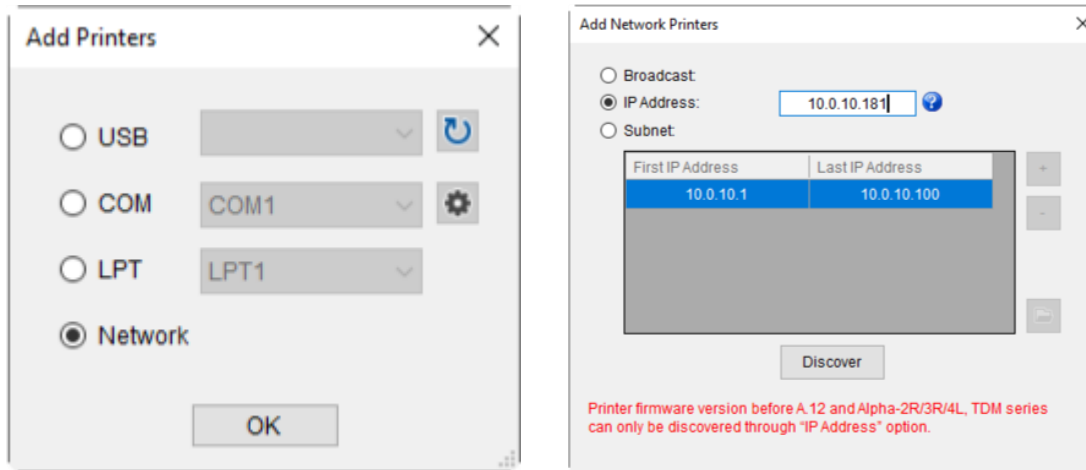 Add Printers
USB
COM
COM1
LPT
LPT1
Network
OK
Add Network Printers
Broadcast:
IP Address:
10.0.10.181
?
Subnet:
First IP Address
Last IP Address
10.0.10.1
10.0.10.100
+
-
Discover
Printer firmware version before A.12 and Alpha-2R/3R/4L, TDM series
can only be discovered through "IP Address" option.